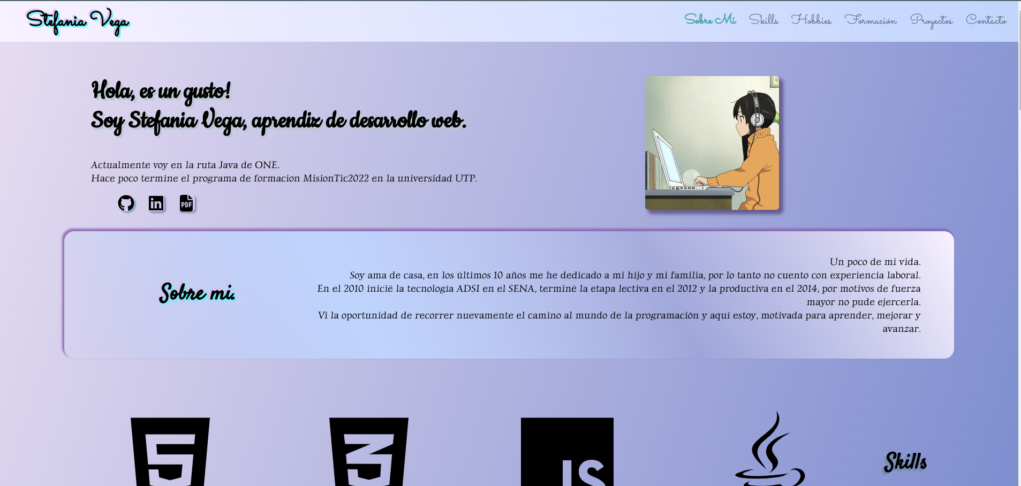 Stefania Vega
Sobre Mi Skills Hobbies Formación Proyectos Contacto
Hola, es un gusto!
Soy Stefania Vega, aprendiz de desarrollo web.
Actualmente voy en la ruta Java de ONE.
Hace poco termine el programa de formacion MisionTic2022 en la universidad UTP.
PDF
Sobre mi.
Un poco de mi vida.
Soy ama de casa, en los últimos 10 años me he dedicado a mi hijo y mi familia, por lo tanto no cuento con experiencia laboral.
En el 2010 inicié la tecnología ADSI en el SENA, terminé la etapa lectiva en el 2012 y la productiva en el 2014, por motivos de fuerza
mayor no pude ejercerla.
Vi la oportunidad de recorrer nuevamente el camino al mundo de la programación y aquí estoy, motivada para aprender, mejorar y
avanzar.
5
3
JS
Skills